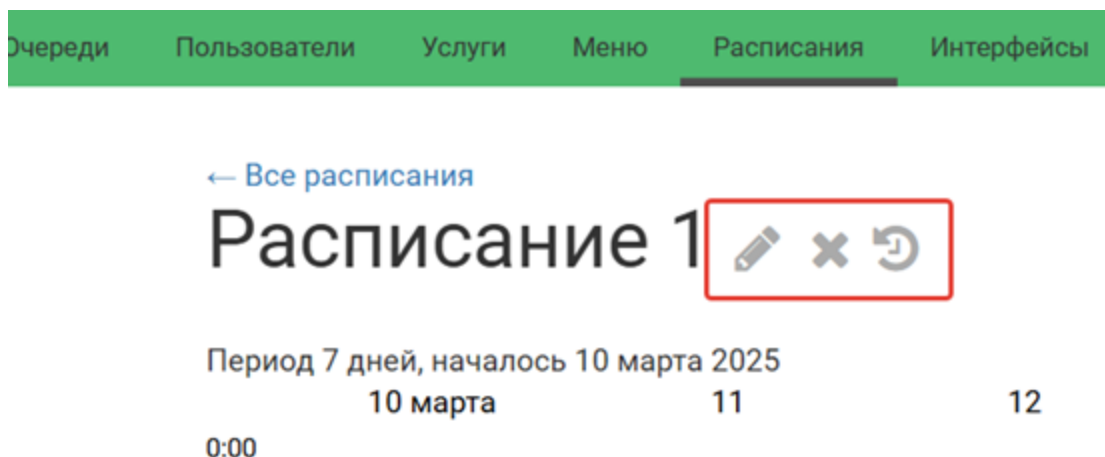 Очереди Пользователи Услуги Меню Расписания Интерфейсы
← Все расписания
Расписание 1
Период 7 дней, началось 10 марта 2025
10 марта 11 12
0:00